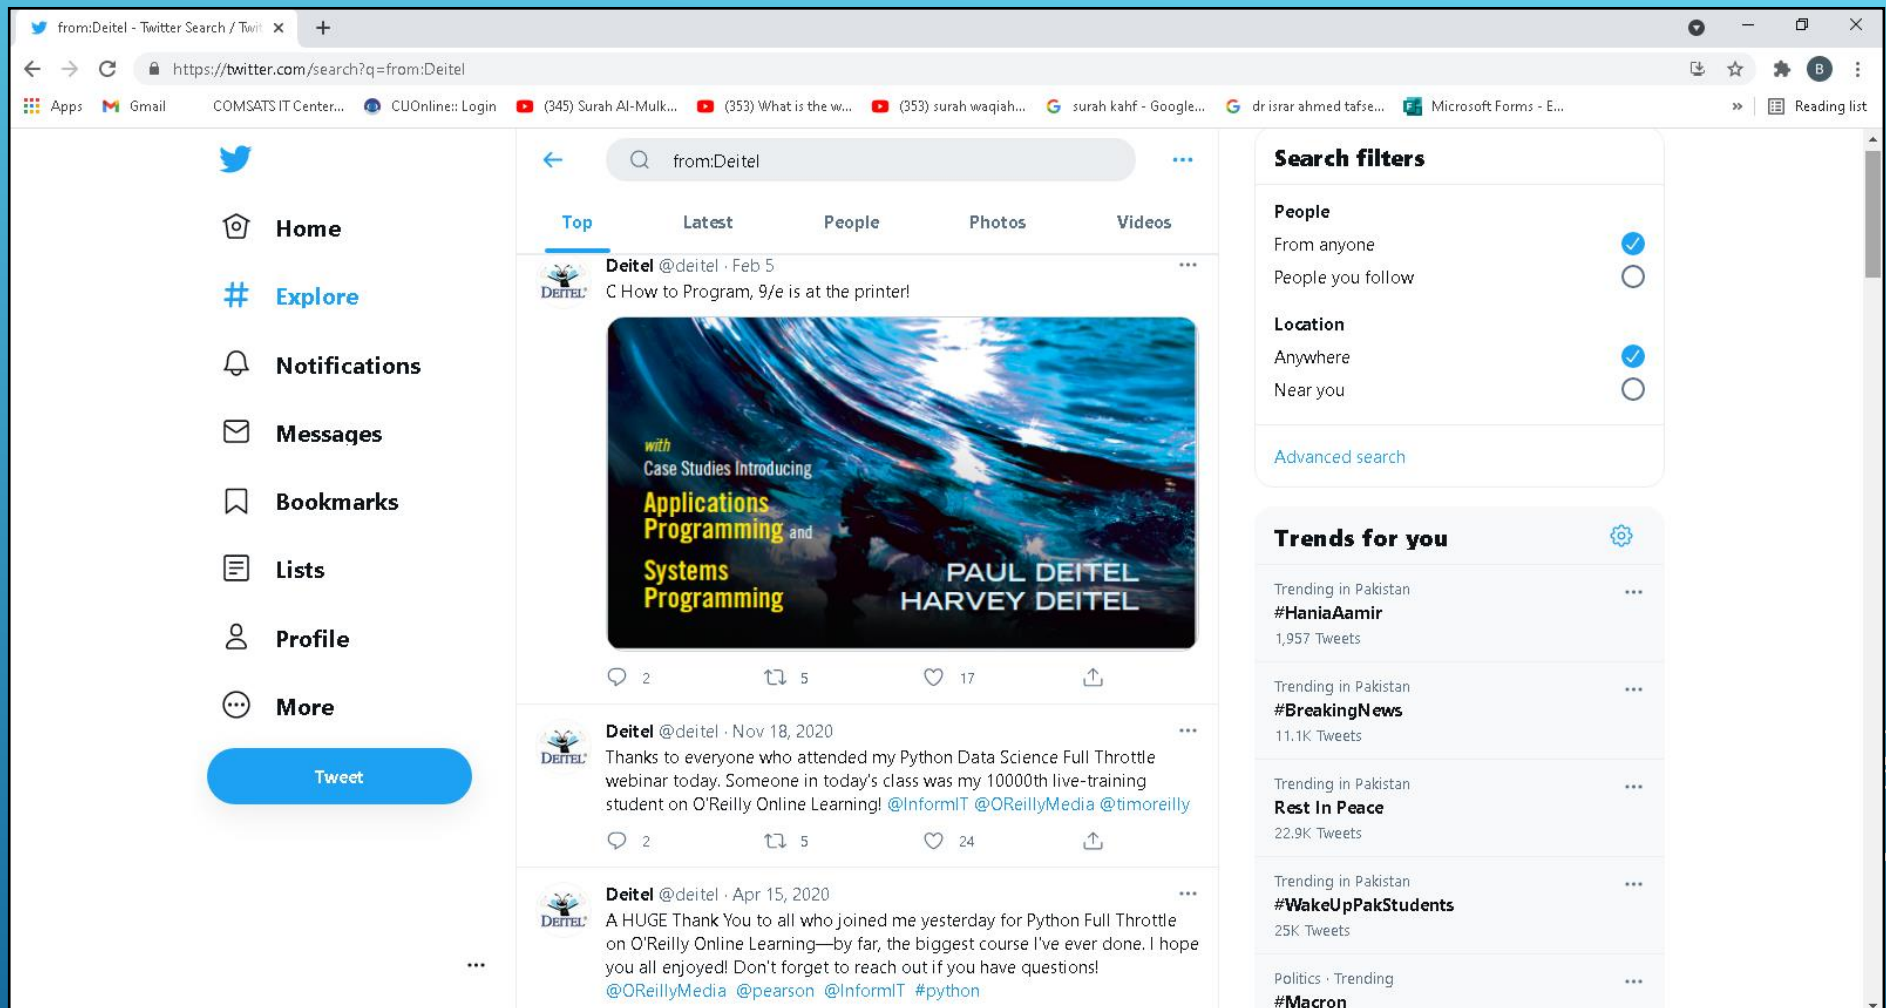 from:Deitel - Twitter Search / Twit
https://twitter.com/search?q=from:Deitel
B
Apps
Gmail
COMSATS IT Center...
CUOnline:: Login
(345) Surah Al-Mulk...
(353) What is the w...
(353) surah waqiah...
surah kahf - Google...
dr israr ahmed tafse...
Microsoft Forms - E...
»
Reading list
Home
Explore
Notifications
Messages
Bookmarks
Lists
Profile
More
Tweet
from:Deitel
Top
Latest
People
Photos
Videos
DEITEL
Deitel @deitel · Feb 5
C How to Program, 9/e is at the printer!
with
Case Studies Introducing
Applications
Programming and
Systems
Programming
PAUL DEITEL
HARVEY DEITEL
2
5
17
DEITEL
Deitel @deitel · Nov 18, 2020
Thanks to everyone who attended my Python Data Science Full Throttle
webinar today. Someone in today's class was my 10000th live-training
student on O'Reilly Online Learning! @InformIT @OReillyMedia @timoreilly
2
5
24
DEITEL
Deitel @deitel · Apr 15, 2020
A HUGE Thank You to all who joined me yesterday for Python Full Throttle
on O'Reilly Online Learning—by far, the biggest course I've ever done. I hope
you all enjoyed! Don't forget to reach out if you have questions!
@OReillyMedia @pearson @InformIT #python
Search filters
People
From anyone
People you follow
Location
Anywhere
Near you
Advanced search
Trends for you
Trending in Pakistan
#HaniaAamir
1,957 Tweets
Trending in Pakistan
#BreakingNews
11.1K Tweets
Trending in Pakistan
Rest In Peace
22.9K Tweets
Trending in Pakistan
#WakeUpPakStudents
25K Tweets
Politics · Trending
#Macron